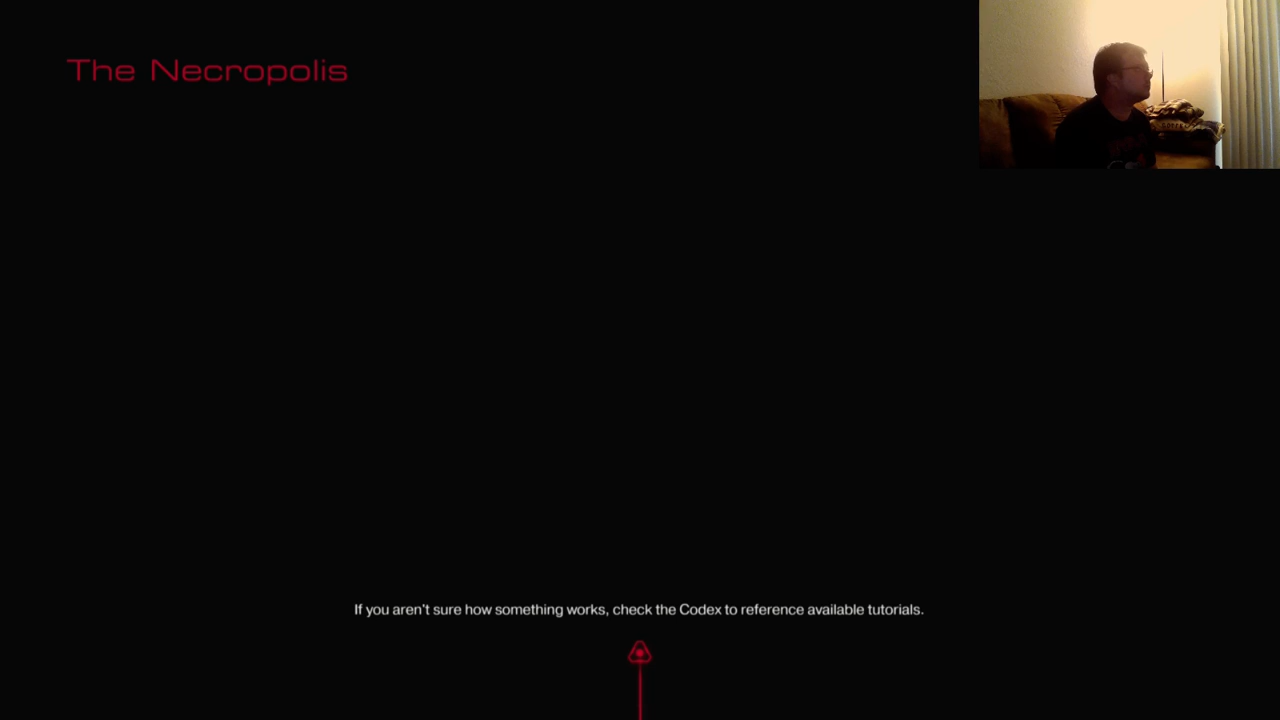 The Necropolis
If you aren't sure how something works, check the Codex to reference available tutorials.